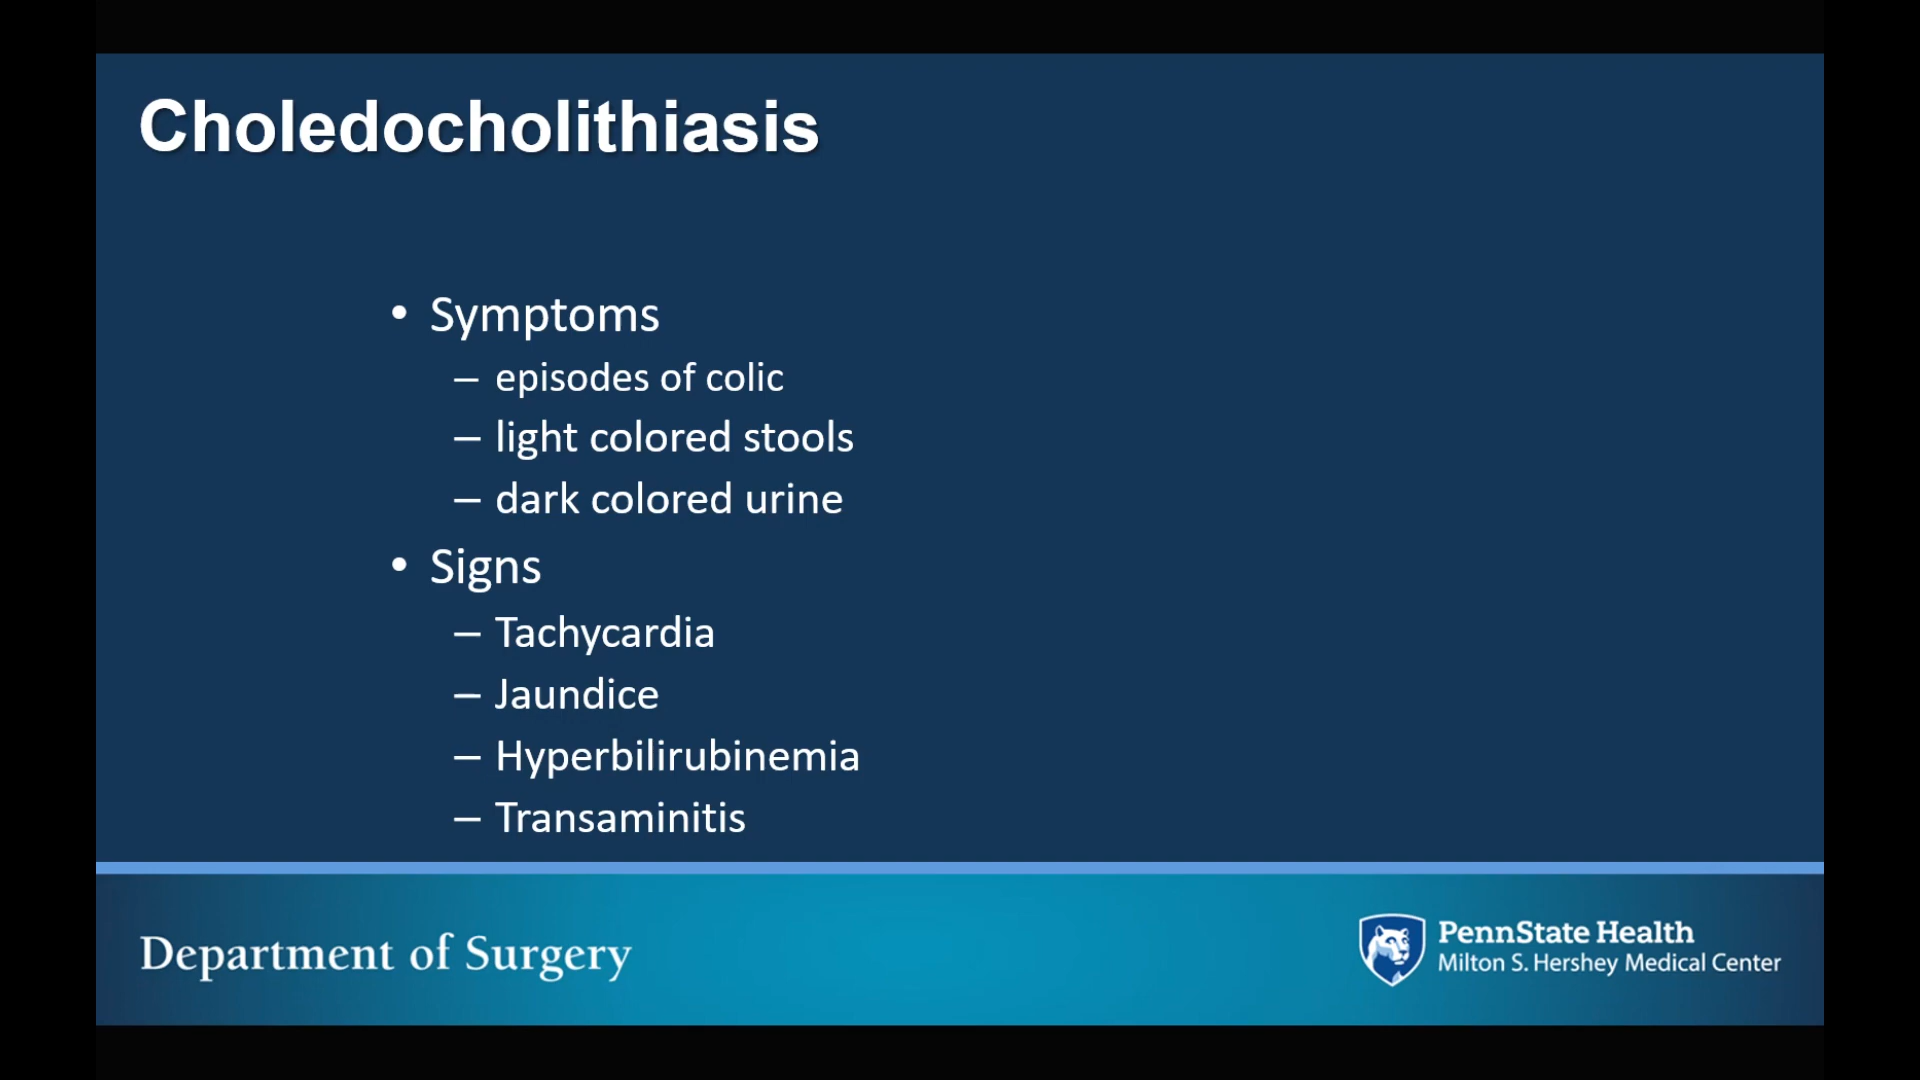 Choledocholithiasis
• Symptoms
– episodes of colic
– light colored stools
– dark colored urine
• Signs
– Tachycardia
– Jaundice
– Hyperbilirubinemia
– Transaminitis
Department of Surgery
PennState Health
Milton S. Hershey Medical Center